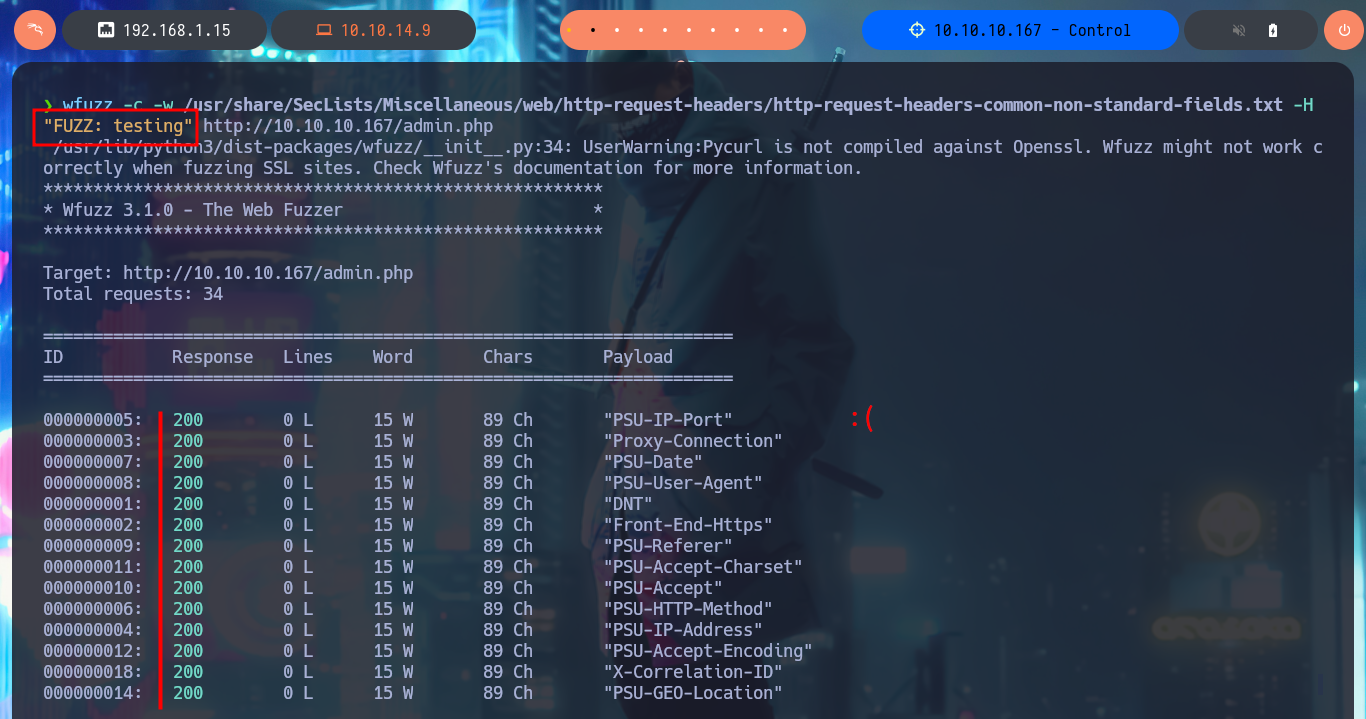 192.168.1.15 10.10.14.9 10.10.10.167 - Control
❯ wfuzz -c -w /usr/share/SecLists/Miscellaneous/web/http-request-headers/http-request-headers-common-non-standard-fields.txt -H
"FUZZ: testing" http://10.10.10.167/admin.php
/usr/lib/python3/dist-packages/wfuzz/__init__.py:34: UserWarning:Pycurl is not compiled against Openssl. Wfuzz might not work c
orrectly when fuzzing SSL sites. Check Wfuzz's documentation for more information.
********************************************************
* Wfuzz 3.1.0 - The Web Fuzzer                         *
********************************************************
Target: http://10.10.10.167/admin.php
Total requests: 34
=====================================================================
ID           Response   Lines    Word       Chars       Payload
=====================================================================
000000005:   200        0 L      15 W       89 Ch       "PSU-IP-Port" :(
000000003:   200        0 L      15 W       89 Ch       "Proxy-Connection"
000000007:   200        0 L      15 W       89 Ch       "PSU-Date"
000000008:   200        0 L      15 W       89 Ch       "PSU-User-Agent"
000000001:   200        0 L      15 W       89 Ch       "DNT"
000000002:   200        0 L      15 W       89 Ch       "Front-End-Https"
000000009:   200        0 L      15 W       89 Ch       "PSU-Referer"
000000011:   200        0 L      15 W       89 Ch       "PSU-Accept-Charset"
000000010:   200        0 L      15 W       89 Ch       "PSU-Accept"
000000006:   200        0 L      15 W       89 Ch       "PSU-HTTP-Method"
000000004:   200        0 L      15 W       89 Ch       "PSU-IP-Address"
000000012:   200        0 L      15 W       89 Ch       "PSU-Accept-Encoding"
000000018:   200        0 L      15 W       89 Ch       "X-Correlation-ID"
000000014:   200        0 L      15 W       89 Ch       "PSU-GEO-Location"